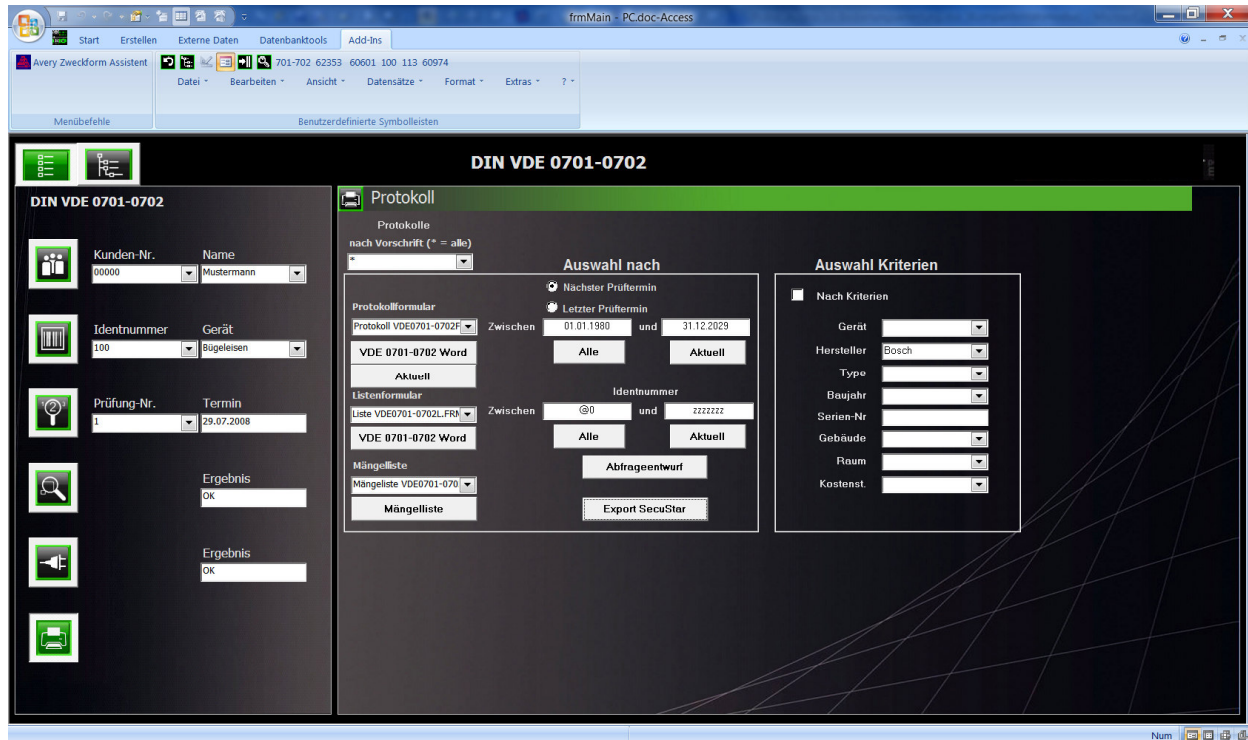 frmMain - PC.doc-Access
Start Erstellen Externe Daten Datenbanktools Add-Ins
Avery Zweckform Assistent 701-702 62353 60601 100 113 60974
Datei Bearbeiten Ansicht Datensätze Format Extras ?
Menübefehle Benutzerdefinierte Symbolleisten
DIN VDE 0701-0702
DIN VDE 0701-0702
Kunden-Nr. Name
00000 Mustermann
Identnummer Gerät
100 Bügeleisen
Prüfung-Nr. Termin
1 29.07.2008
Ergebnis
OK
Ergebnis
OK
Protokoll
Protokolle
nach Vorschrift (* = alle)
*
Protokollformular
Protokoll VDE0701-0702F
VDE 0701-0702 Word
Aktuell
Listenformular
Liste VDE0701-0702L.FRM
VDE 0701-0702 Word
Mängelliste
Mängeliste VDE0701-070
Mängelliste
Auswahl nach
Nächster Prüftermin
Letzter Prüftermin
Zwischen 01.01.1980 und 31.12.2029
Alle Aktuell
Identnummer
Zwischen @0 und zzzzzzz
Alle Aktuell
Abfrageentwurf
Export SecuStar
Auswahl Kriterien
Nach Kriterien
Gerät
Hersteller Bosch
Type
Baujahr
Serien-Nr
Gebäude
Raum
Kostenst.
Num